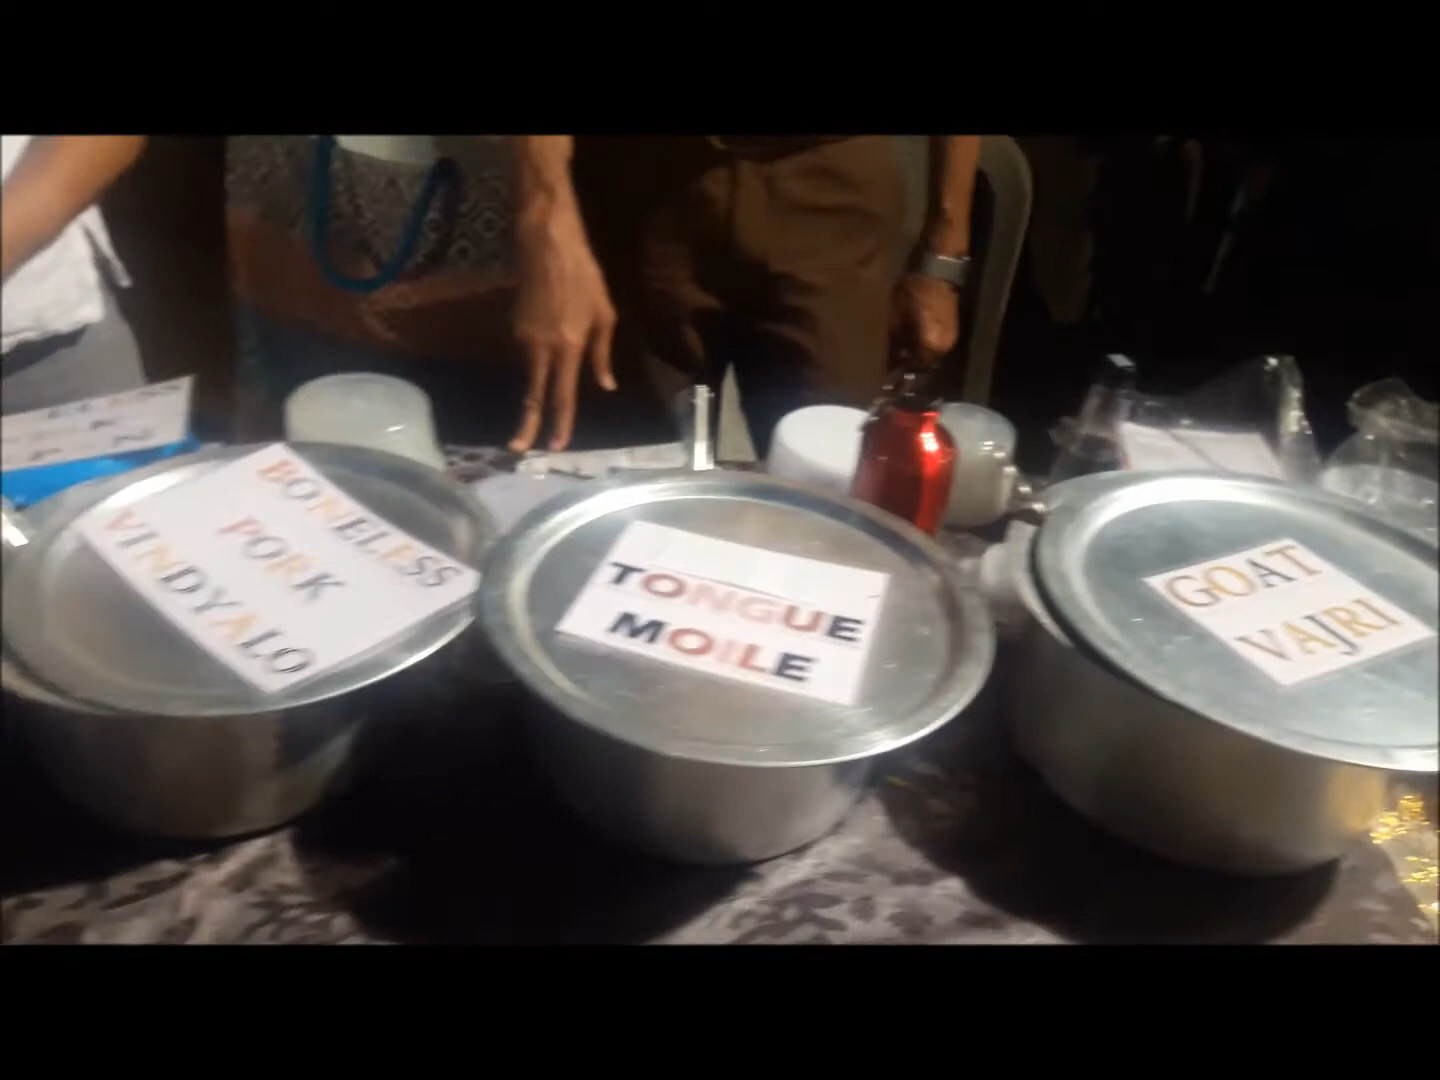 BONELESS
PORK
VINDYALO
TONGUE
MOILE
GOAT
VAJRI